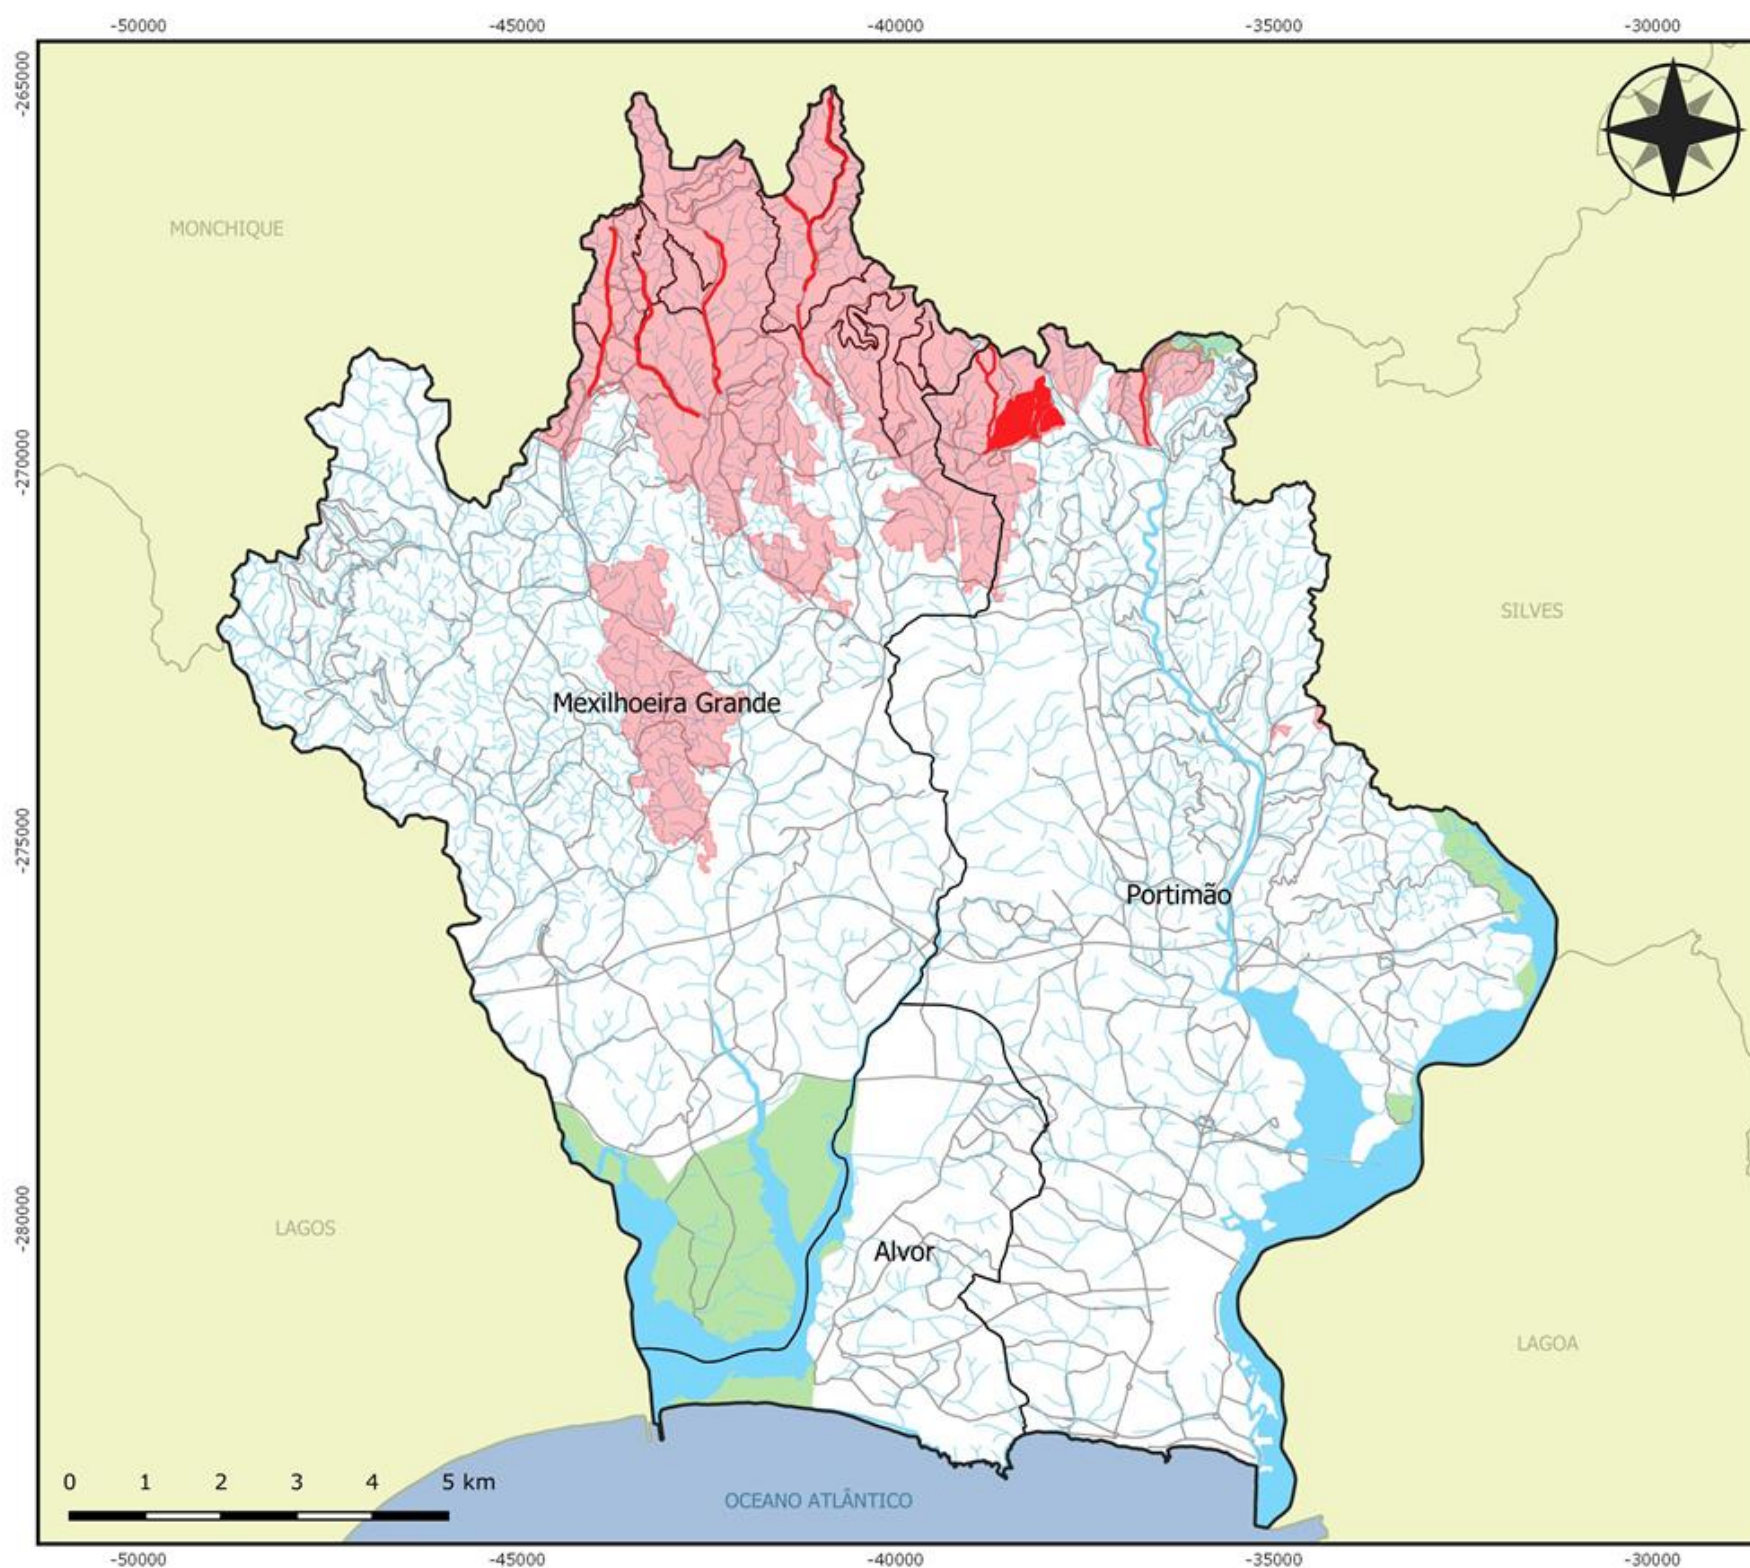 -50000
-45000
-40000
-35000
-30000
-265000
-270000
-275000
-280000
MONCHIQUE
SILVES
Mexilhoeira Grande
Portimão
LAGOS
Alvor
LAGOA
0 1 2 3 4 5 km
OCEANO ATLÂNTICO
-50000
-45000
-40000
-35000
-30000